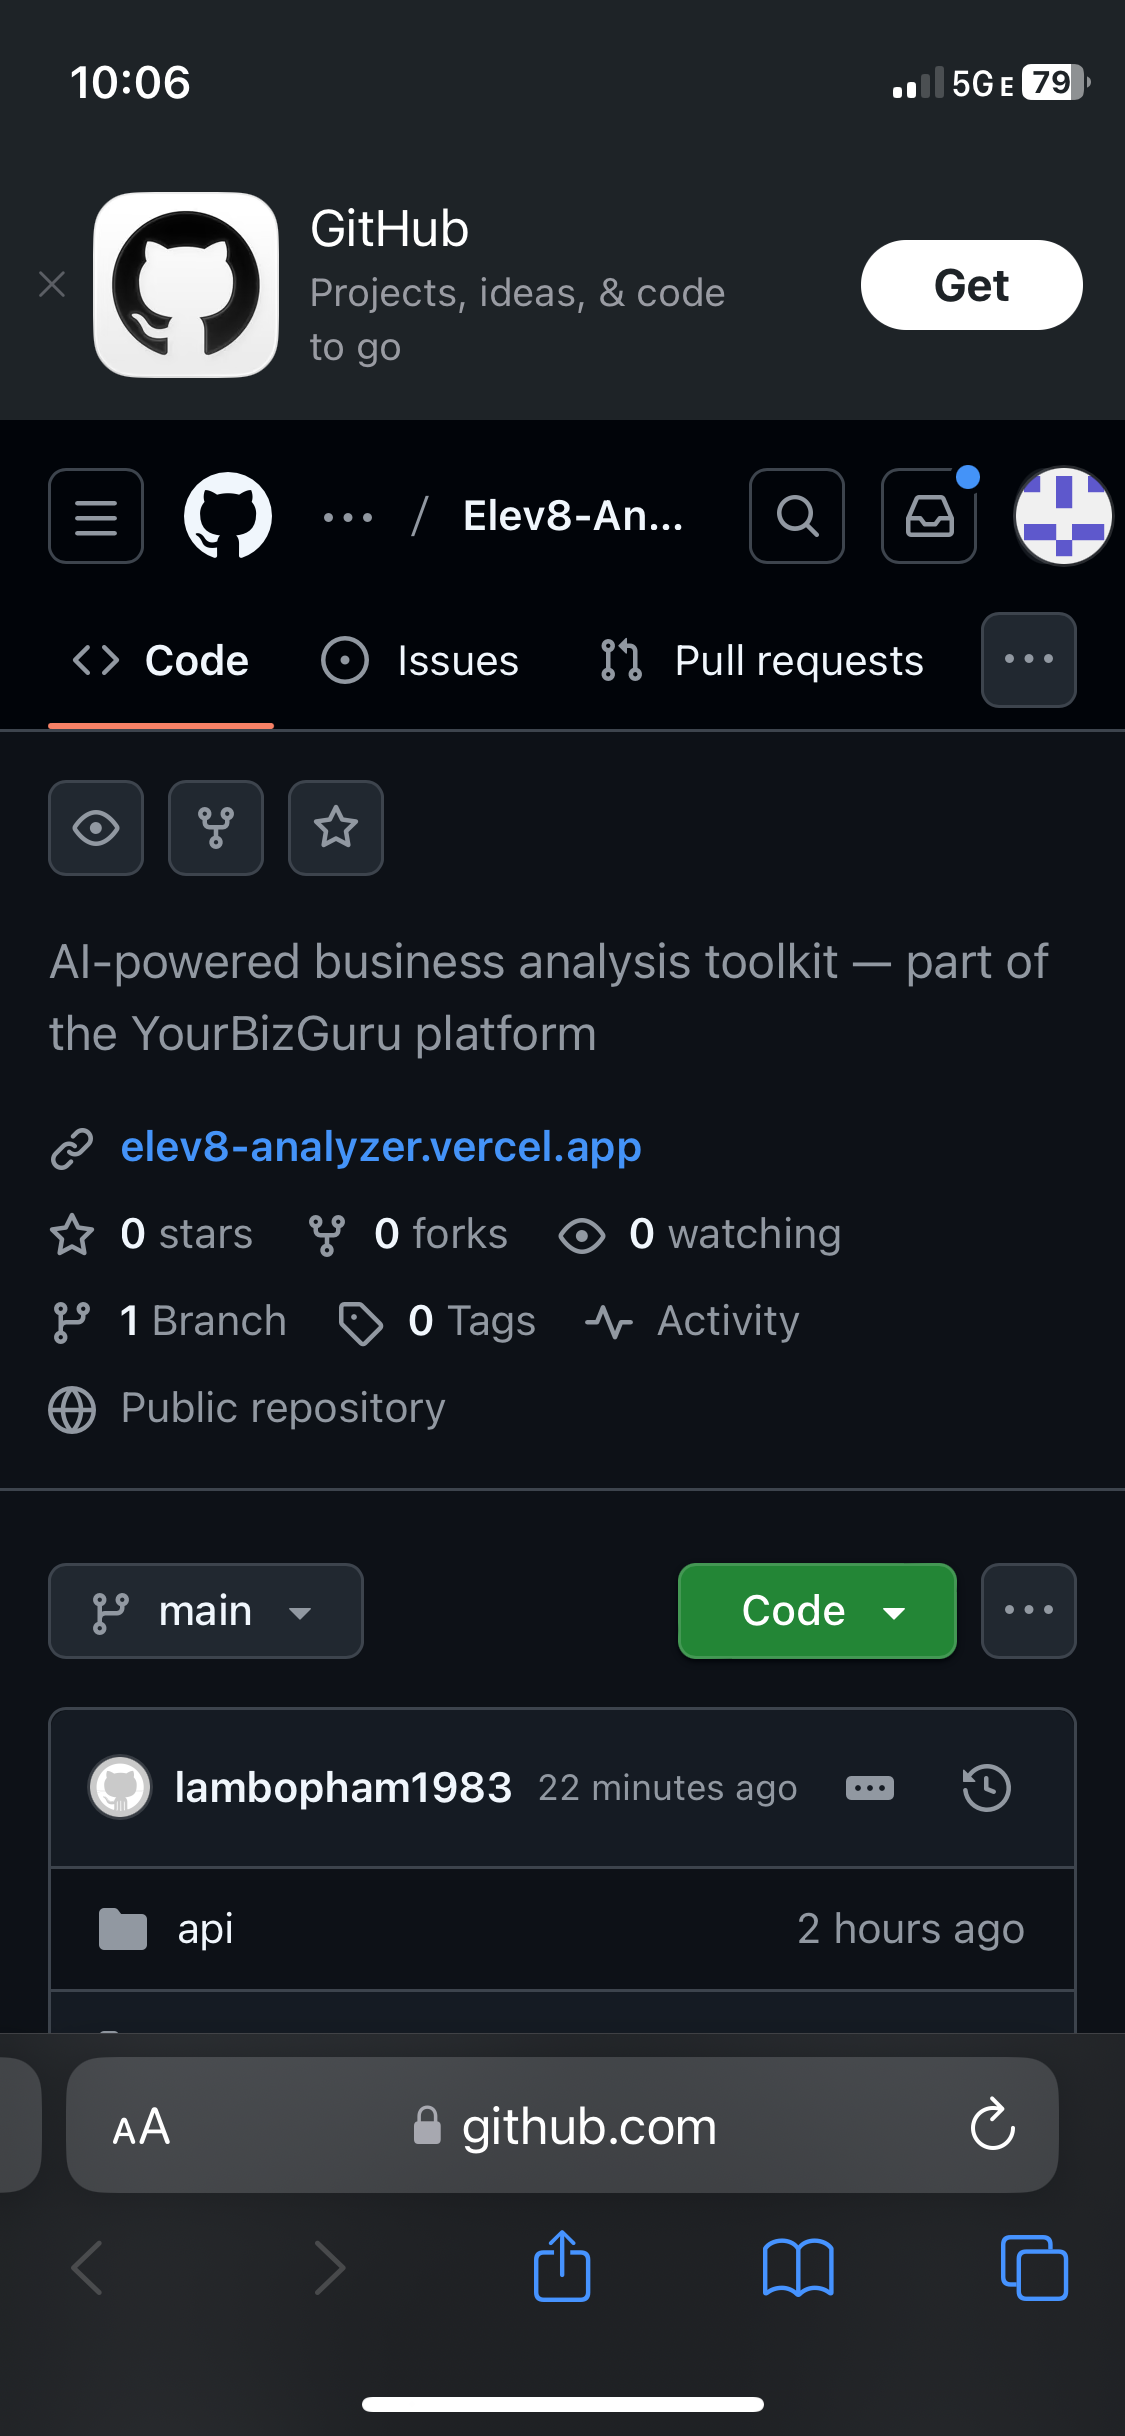 10:06
5G E 79
GitHub
Projects, ideas, & code
to go
Get
... / Elev8-An...
Code Issues Pull requests
AI-powered business analysis toolkit — part of
the YourBizGuru platform
elev8-analyzer.vercel.app
0 stars 0 forks 0 watching
1 Branch 0 Tags Activity
Public repository
main Code
lambopham1983 22 minutes ago
api 2 hours ago
AA github.com